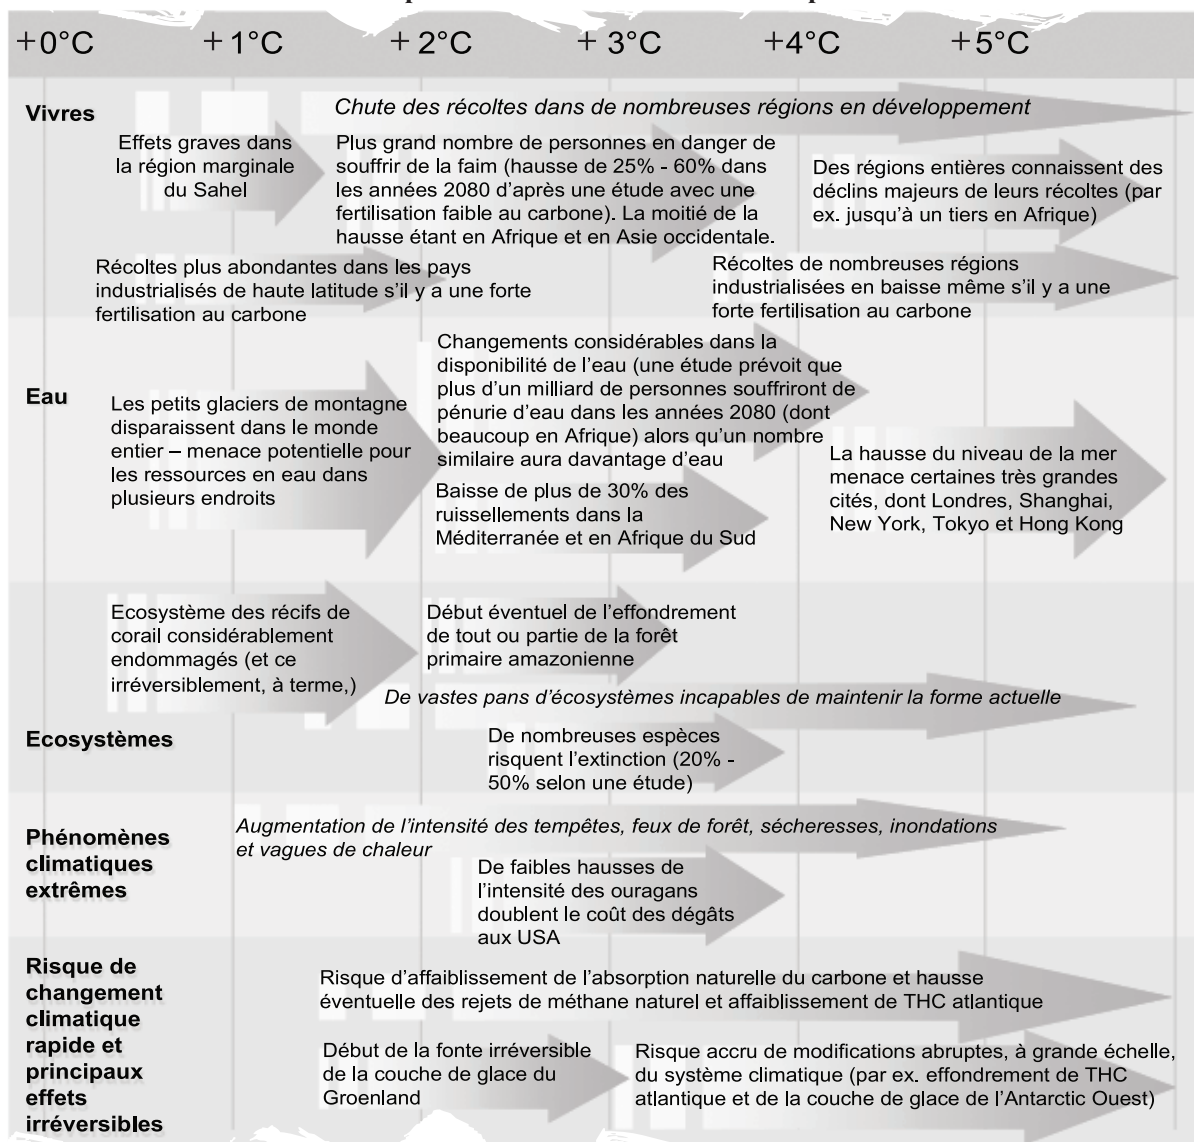 +0°C +1°C +2°C +3°C +4°C +5°C
Vivres
Chute des récoltes dans de nombreuses régions en développement
Effets graves dans
la région marginale
du Sahel
Plus grand nombre de personnes en danger de
souffrir de la faim (hausse de 25% - 60% dans
les années 2080 d'après une étude avec une
fertilisation faible au carbone). La moitié de la
hausse étant en Afrique et en Asie occidentale.
Des régions entières connaissent des
déclins majeurs de leurs récoltes (par
ex. jusqu'à un tiers en Afrique)
Récoltes plus abondantes dans les pays
industrialisés de haute latitude s'il y a une forte
fertilisation au carbone
Récoltes de nombreuses régions
industrialisées en baisse même s'il y a une
forte fertilisation au carbone
Eau
Les petits glaciers de montagne
disparaissent dans le monde
entier – menace potentielle pour
les ressources en eau dans
plusieurs endroits
Changements considérables dans la
disponibilité de l'eau (une étude prévoit que
plus d'un milliard de personnes souffriront de
pénurie d'eau dans les années 2080 (dont
beaucoup en Afrique) alors qu'un nombre
similaire aura davantage d'eau
Baisse de plus de 30% des
ruissellements dans la
Méditerranée et en Afrique du Sud
La hausse du niveau de la mer
menace certaines très grandes
cités, dont Londres, Shanghai,
New York, Tokyo et Hong Kong
Ecosystèmes
Ecosystème des récifs de
corail considérablement
endommagés (et ce
irréversiblement, à terme,)
Début éventuel de l'effondrement
de tout ou partie de la forêt
primaire amazonienne
De vastes pans d'écosystèmes incapables de maintenir la forme actuelle
De nombreuses espèces
risquent l'extinction (20% -
50% selon une étude)
Phénomènes
climatiques
extrêmes
Augmentation de l'intensité des tempêtes, feux de forêt, sécheresses, inondations
et vagues de chaleur
De faibles hausses de
l'intensité des ouragans
doublent le coût des dégâts
aux USA
Risque de
changement
climatique
rapide et
principaux
effets
irréversibles
Risque d'affaiblissement de l'absorption naturelle du carbone et hausse
éventuelle des rejets de méthane naturel et affaiblissement de THC atlantique
Début de la fonte irréversible
de la couche de glace du
Groenland
Risque accru de modifications abruptes, à grande échelle,
du système climatique (par ex. effondrement de THC
atlantique et de la couche de glace de l'Antarctic Ouest)